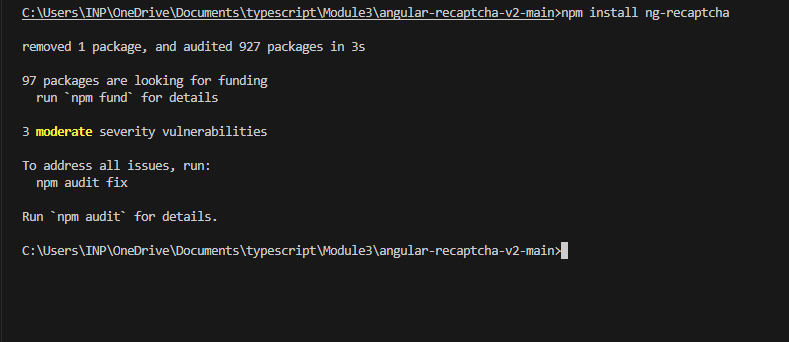 C:\Users\INP\OneDrive\Documents\typescript\Module3\angular-recaptcha-v2-main>npm install ng-recaptcha
removed 1 package, and audited 927 packages in 3s
97 packages are looking for funding
run `npm fund` for details
3 moderate severity vulnerabilities
To address all issues, run:
npm audit fix
Run `npm audit` for details.
C:\Users\INP\OneDrive\Documents\typescript\Module3\angular-recaptcha-v2-main>